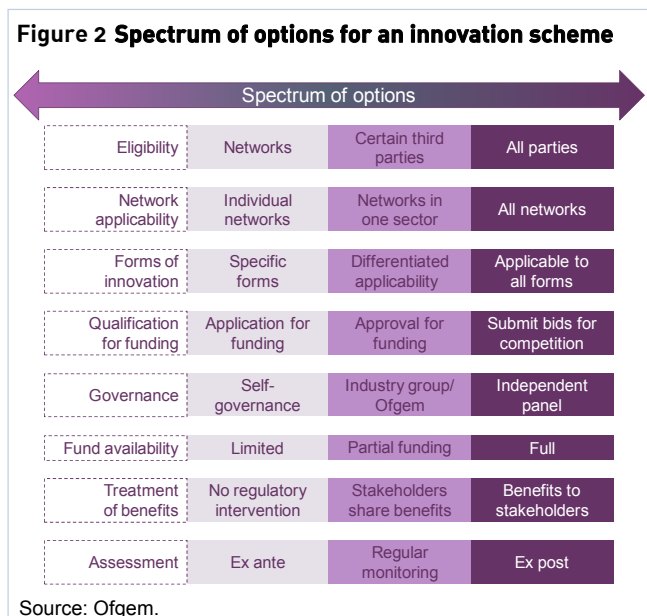 Figure 2 Spectrum of options for an innovation scheme
Spectrum of options
Eligibility
Networks
Certain third
parties
All parties
Network
applicability
Individual
networks
Networks in
one sector
All networks
Forms of
innovation
Specific
forms
Differentiated
applicability
Applicable to
all forms
Qualification
for funding
Application for
funding
Approval for
funding
Submit bids for
competition
Governance
Self-
governance
Industry group/
Ofgem
Independent
panel
Fund availability
Limited
Partial funding
Full
Treatment
of benefits
No regulatory
intervention
Stakeholders
share benefits
Benefits to
stakeholders
Assessment
Ex ante
Regular
monitoring
Ex post
Source: Ofgem.